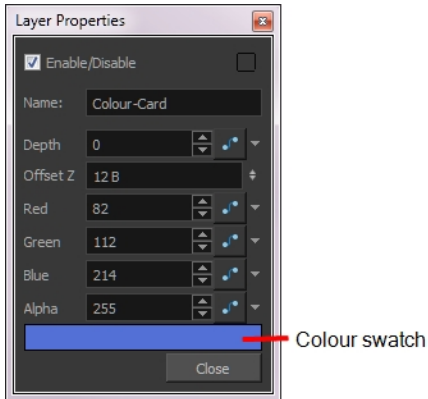 Layer Properties
Enable/Disable
Name: Colour-Card
Depth 0
Offset Z 12 B
Red 82
Green 112
Blue 214
Alpha 255
Colour swatch
Close